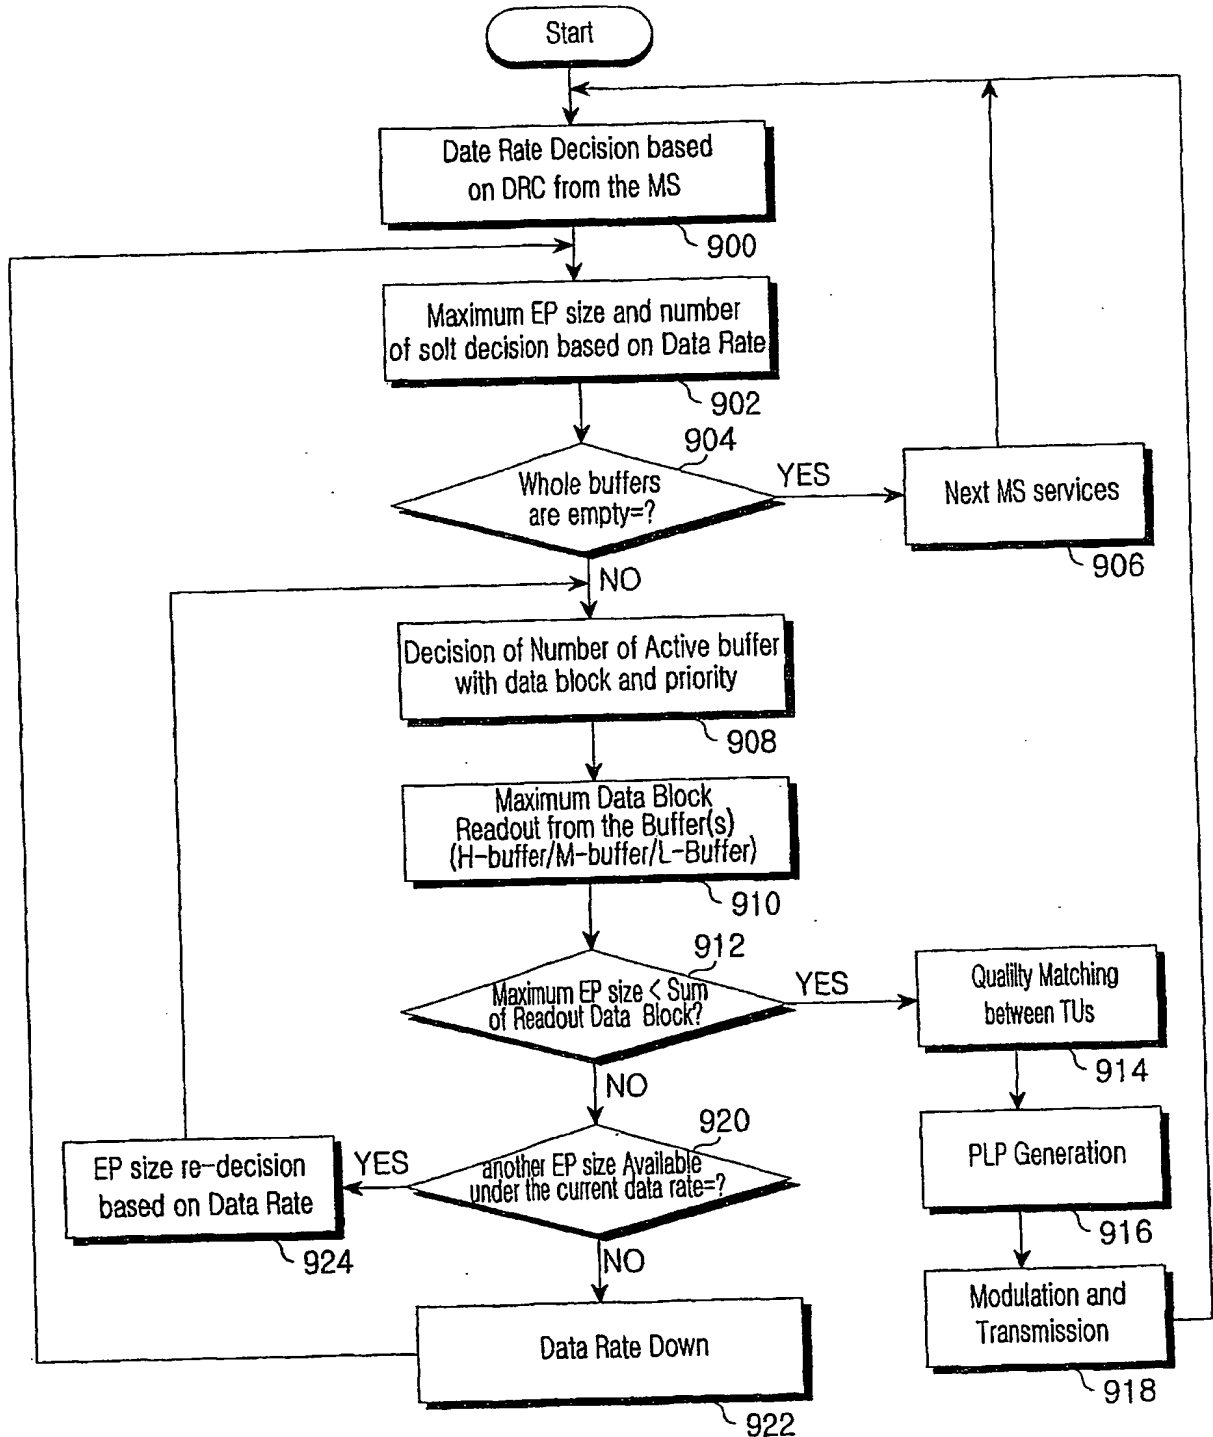 Start
Date Rate Decision based
on DRC from the MS
900
Maximum EP size and number
of solt decision based on Data Rate
902
904
Whole buffers
are empty=?
YES
Next MS services
906
NO
Decision of Number of Active buffer
with data block and priority
908
Maximum Data Block
Readout from the Buffer(s)
(H-buffer/M-buffer/L-Buffer)
910
912
Maximum EP size < Sum
of Readout Data Block?
YES
Qualilty Matching
between TUs
914
NO
PLP Generation
916
920
another EP size Available
under the current data rate=?
YES
EP size re-decision
based on Data Rate
924
NO
Modulation and
Transmission
918
Data Rate Down
922